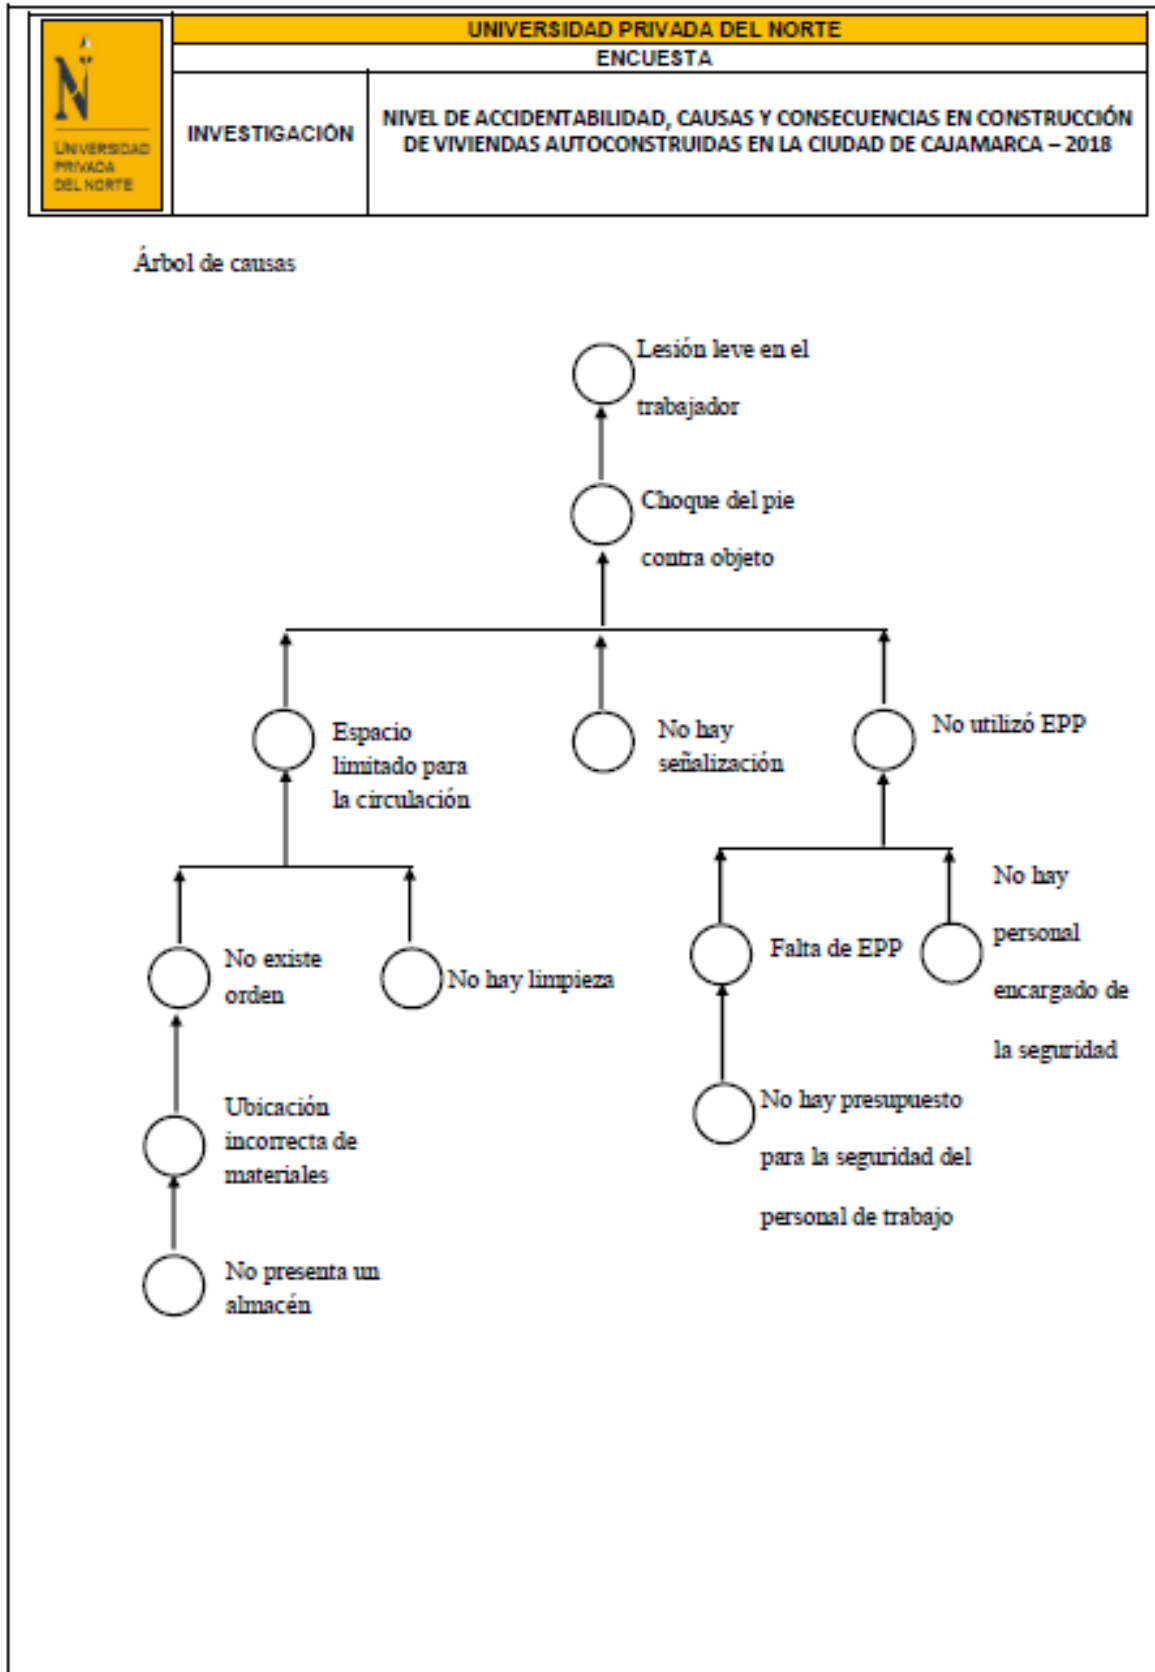 UNIVERSIDAD PRIVADA DEL NORTE
ENCUESTA
N
UNIVERSIDAD
PRIVADA
DEL NORTE
INVESTIGACIÓN
NIVEL DE ACCIDENTABILIDAD, CAUSAS Y CONSECUENCIAS EN CONSTRUCCIÓN
DE VIVIENDAS AUTOCONSTRUIDAS EN LA CIUDAD DE CAJAMARCA – 2018
Árbol de causas
Lesión leve en el
trabajador
Choque del pie
contra objeto
Espacio
limitado para
la circulación
No hay
señalización
No utilizó EPP
No existe
orden
No hay limpieza
Falta de EPP
No hay
personal
encargado de
la seguridad
Ubicación
incorrecta de
materiales
No hay presupuesto
para la seguridad del
personal de trabajo
No presenta un
almacén